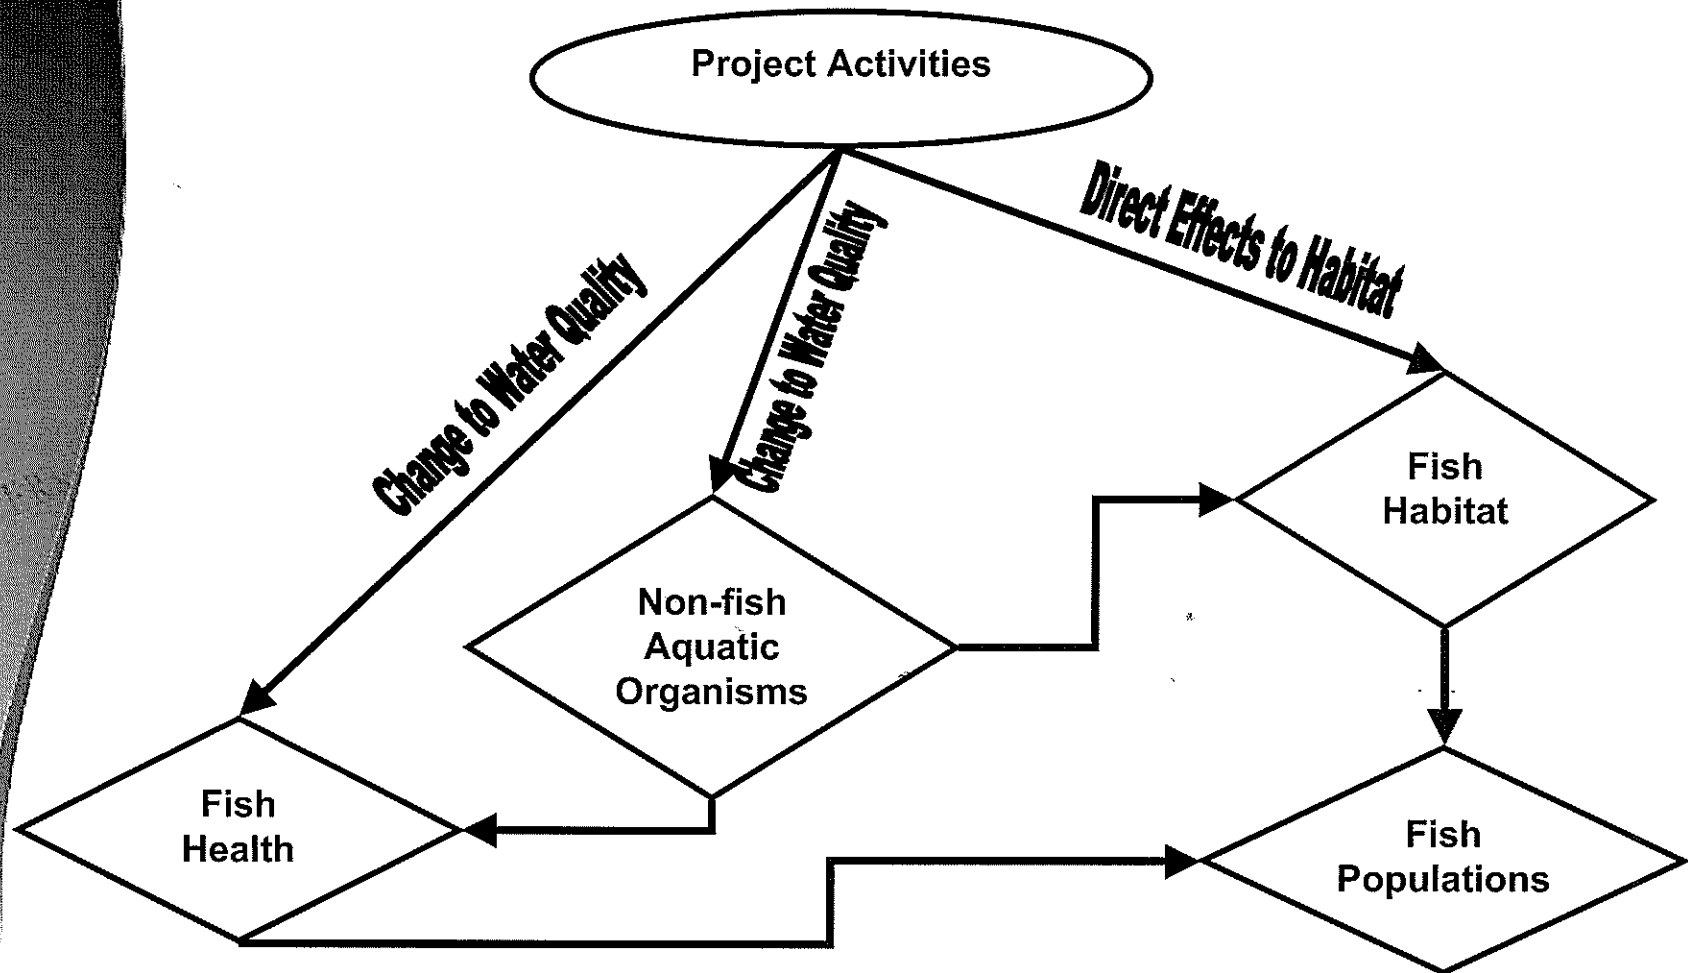 Project Activities
Direct Effects to Habitat
Change to Water Quality
Change to Water Quality
Fish
Habitat
Non-fish
Aquatic
Organisms
Fish
Health
Fish
Populations